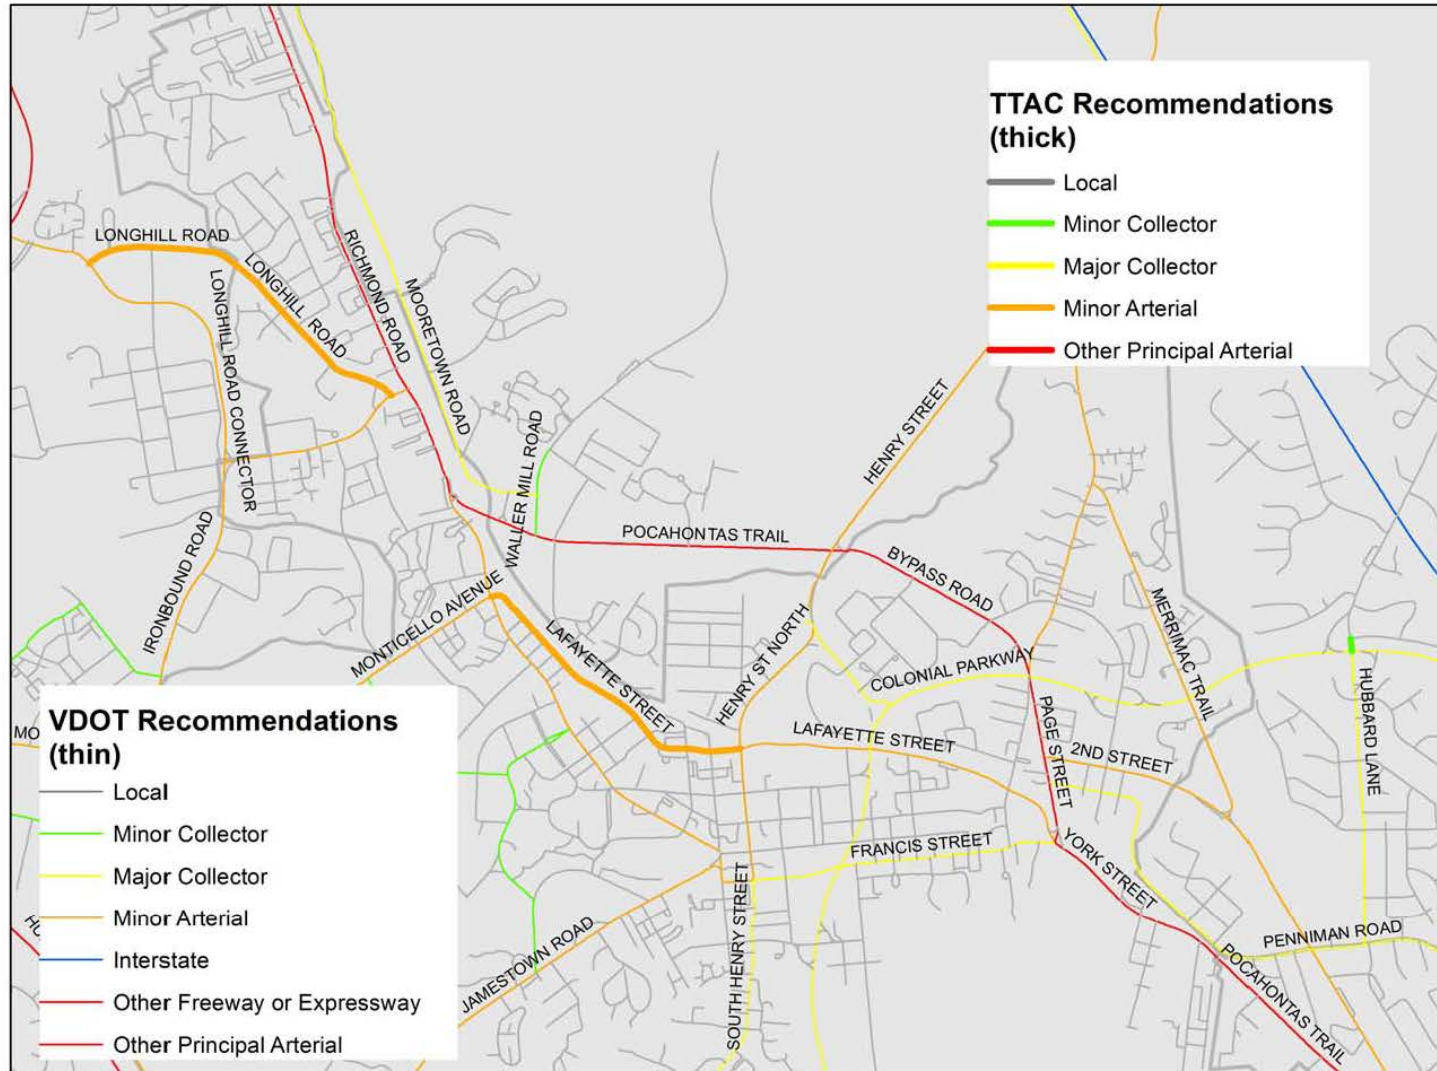 TTAC Recommendations
(thick)
Local
Minor Collector
Major Collector
Minor Arterial
Other Principal Arterial
LONGHILL ROAD
LONGHILL ROAD
RICHMOND ROAD
MOORETOWN ROAD
LONGHILL ROAD CONNECTOR
HENRY STREET
WALLER MILL ROAD
POCAHONTAS TRAIL
BYPASS ROAD
IRONBOUND ROAD
MONTICELLO AVENUE
LAFAYETTE STREET
HENRY ST NORTH
COLONIAL PARKWAY
MERRIMAC TRAIL
HUBBARD LANE
LAFAYETTE STREET
PAGE STREET
2ND STREET
FRANCIS STREET
YORK STREET
JAMESTOWN ROAD
SOUTH HENRY STREET
PENNIMAN ROAD
POCAHONTAS TRAIL
MO
VDOT Recommendations
(thin)
Local
Minor Collector
Major Collector
Minor Arterial
Interstate
Other Freeway or Expressway
Other Principal Arterial